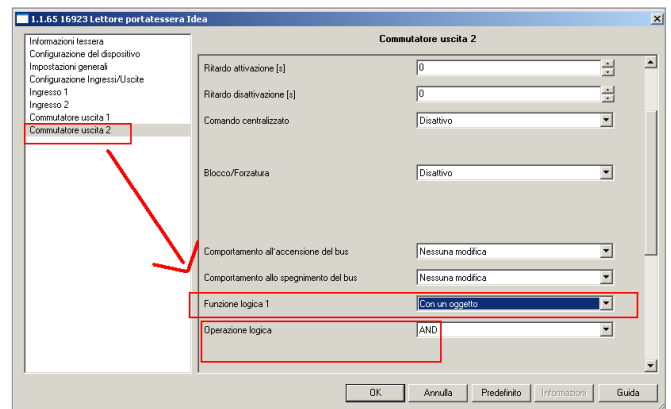 1.1.65 16923 Lettore portatessera Idea
Informazioni tessera
Configurazione del dispositivo
Impostazioni generali
Configurazione Ingressi/Uscite
Ingresso 1
Ingresso 2
Commutatore uscita 1
Commutatore uscita 2
Commutatore uscita 2
Ritardo attivazione [s] 0
Ritardo disattivazione [s] 0
Comando centralizzato Disattivo
Blocco/Forzatura Disattivo
Comportamento all'accensione del bus Nessuna modifica
Comportamento allo spegnimento del bus Nessuna modifica
Funzione logica 1 Con un oggetto
Operazione logica AND
OK Annulla Predefinito Informazioni Guida